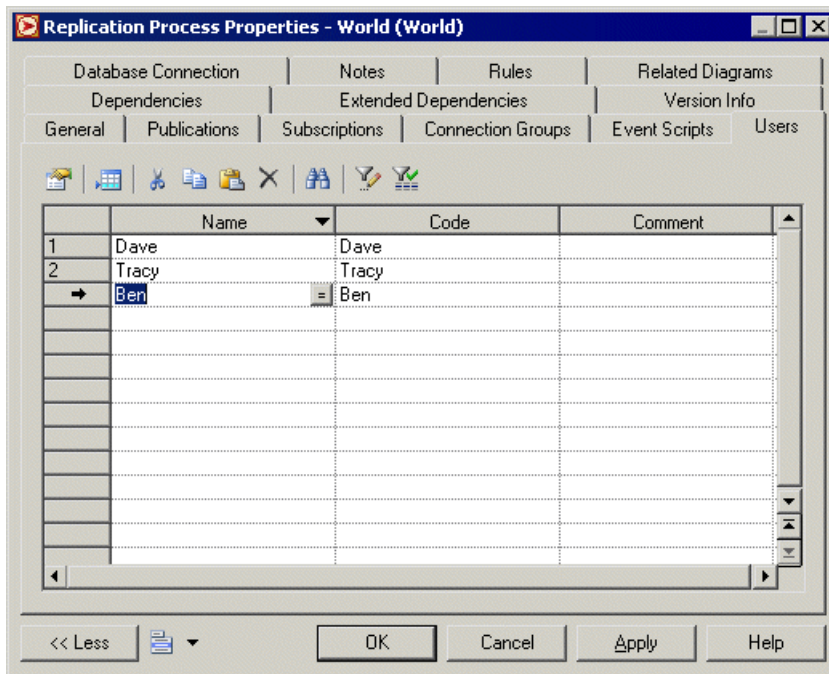 Replication Process Properties - World (World)
Database Connection Notes Rules Related Diagrams
Dependencies Extended Dependencies Version Info
General Publications Subscriptions Connection Groups Event Scripts Users
Name Code Comment
1 Dave Dave
2 Tracy Tracy
Ben = Ben
<< Less OK Cancel Apply Help